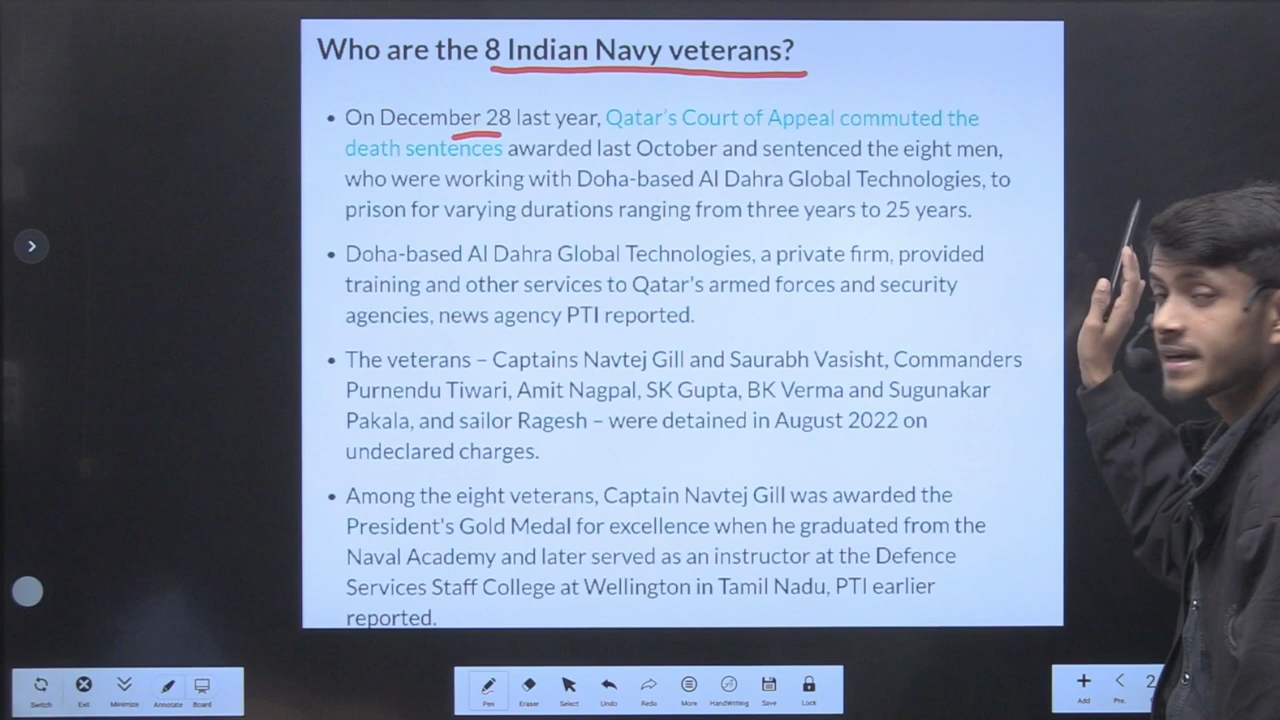 Who are the 8 Indian Navy veterans?
• On December 28 last year, Qatar's Court of Appeal commuted the
death sentences awarded last October and sentenced the eight men,
who were working with Doha-based Al Dahra Global Technologies, to
prison for varying durations ranging from three years to 25 years.
• Doha-based Al Dahra Global Technologies, a private firm, provided
training and other services to Qatar's armed forces and security
agencies, news agency PTI reported.
• The veterans – Captains Navtej Gill and Saurabh Vasisht, Commanders
Purnendu Tiwari, Amit Nagpal, SK Gupta, BK Verma and Sugunakar
Pakala, and sailor Ragesh – were detained in August 2022 on
undeclared charges.
• Among the eight veterans, Captain Navtej Gill was awarded the
President's Gold Medal for excellence when he graduated from the
Naval Academy and later served as an instructor at the Defence
Services Staff College at Wellington in Tamil Nadu, PTI earlier
reported.
Switch Exit Minimize Annotate Board Pen Eraser Select Undo Redo More HandWriting Save Lock Add Pre. 2